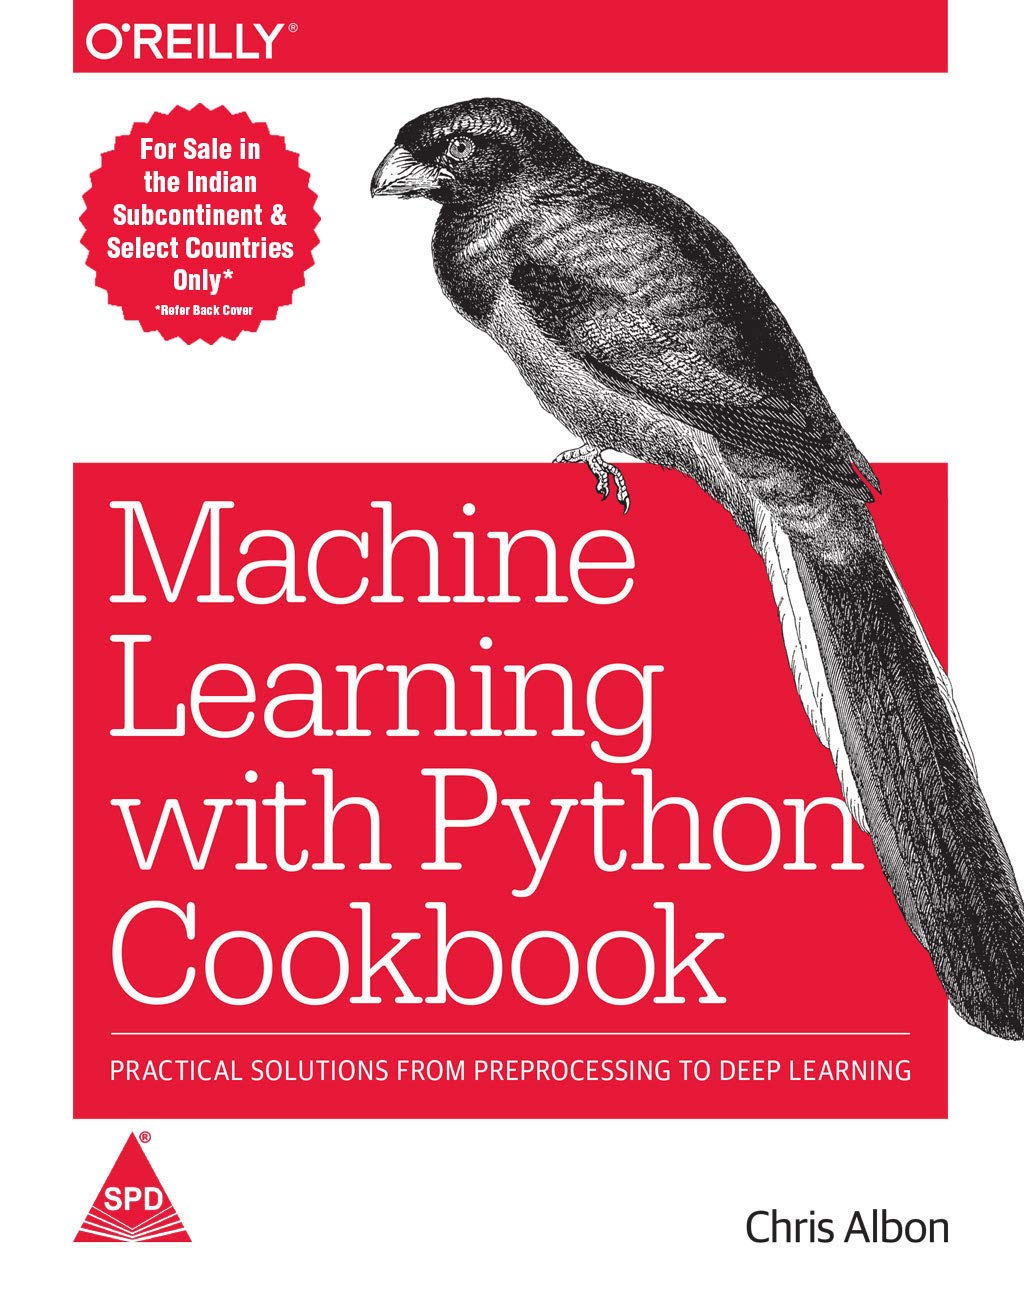 O'REILLY®
For Sale in
the Indian
Subcontinent &
Select Countries
Only*
*Refer Back Cover
Machine
Learning
with Python
Cookbook
PRACTICAL SOLUTIONS FROM PREPROCESSING TO DEEP LEARNING
®
SPD
Chris Albon